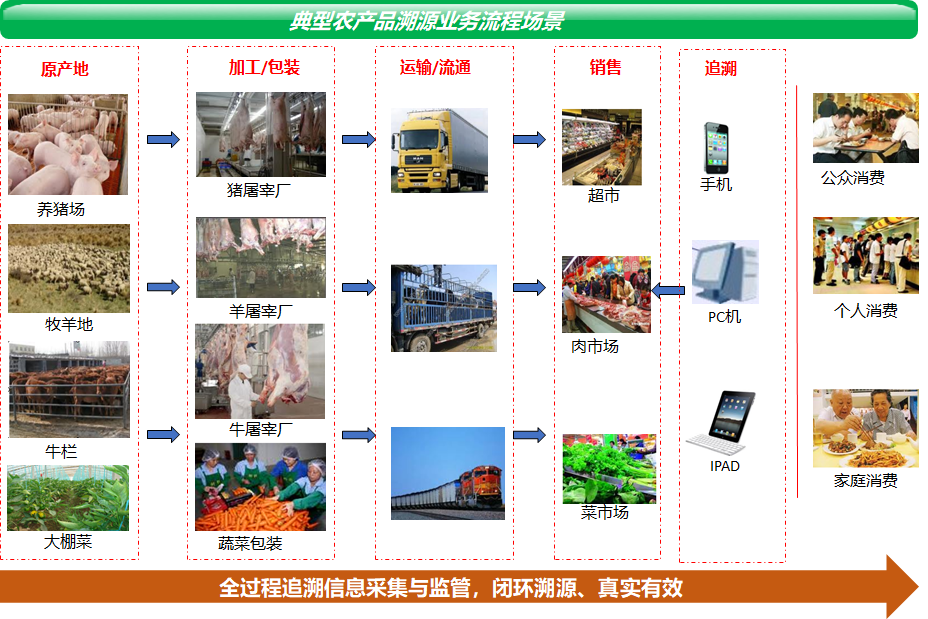 典型农产品溯源业务流程场景
原产地
加工/包装
运输/流通
销售
追溯
养猪场
猪屠宰厂
超市
手机
公众消费
牧羊地
羊屠宰厂
肉市场
PC机
个人消费
牛栏
牛屠宰厂
IPAD
家庭消费
大棚菜
蔬菜包装
菜市场
全过程追溯信息采集与监管，闭环溯源、真实有效